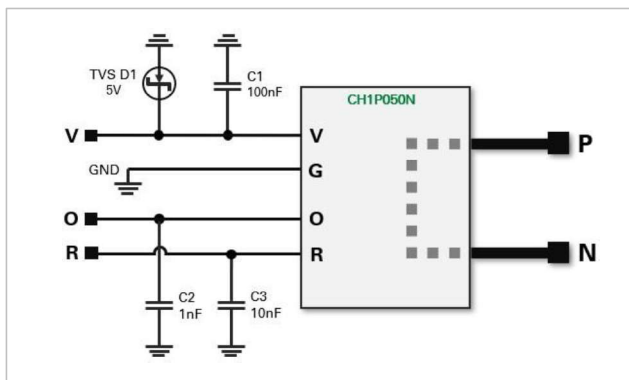 TVS D1
5V
C1
100nF
CH1P050N
V
V
P
GND
G
O
O
R
R
N
C2
1nF
C3
10nF